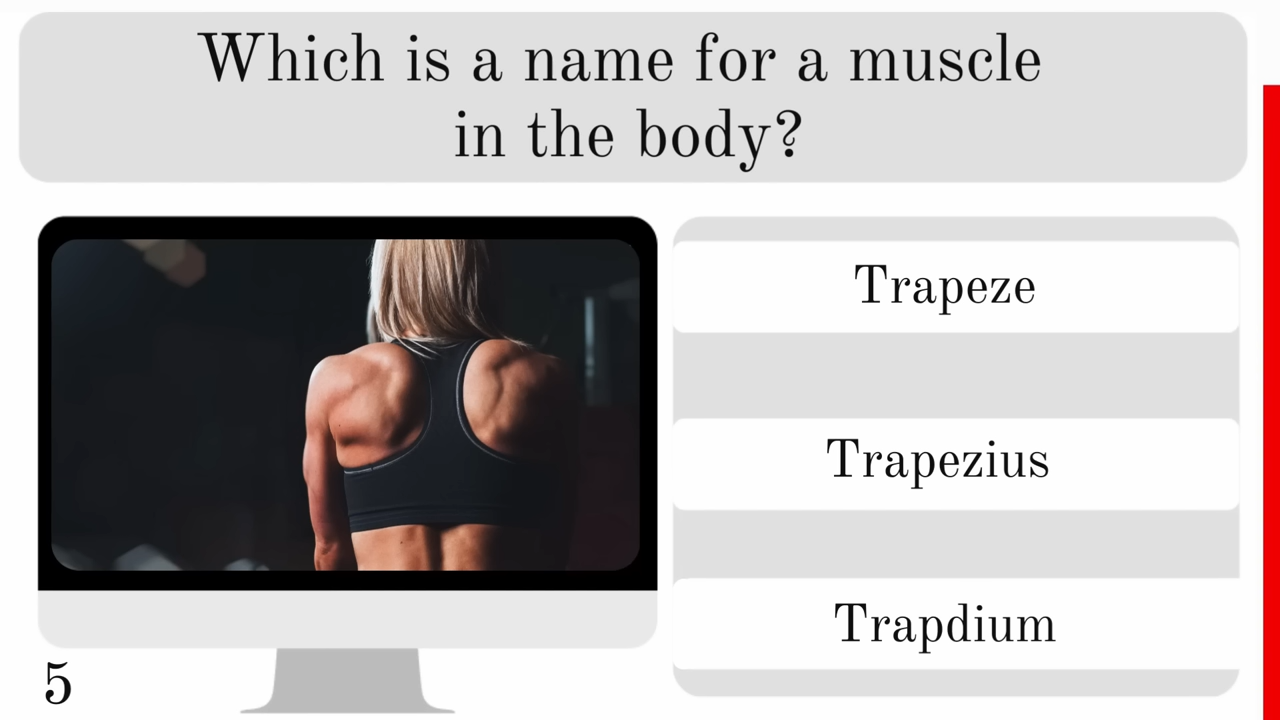 Which is a name for a muscle
in the body?
Trapeze
Trapezius
Trapdium
5